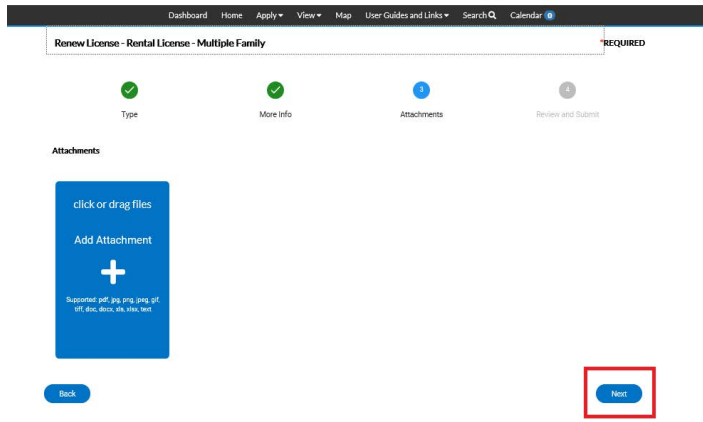 Dashboard Home Apply View Map User Guides and Links Search Calendar 0
Renew License - Rental License - Multiple Family
*REQUIRED
3 4
Type More Info Attachments Review and Submit
Attachments
click or drag files
Add Attachment
Supported: pdf, jpg, png, jpeg, gif,
tiff, doc, docx, xls, xlsx, text
Back Next